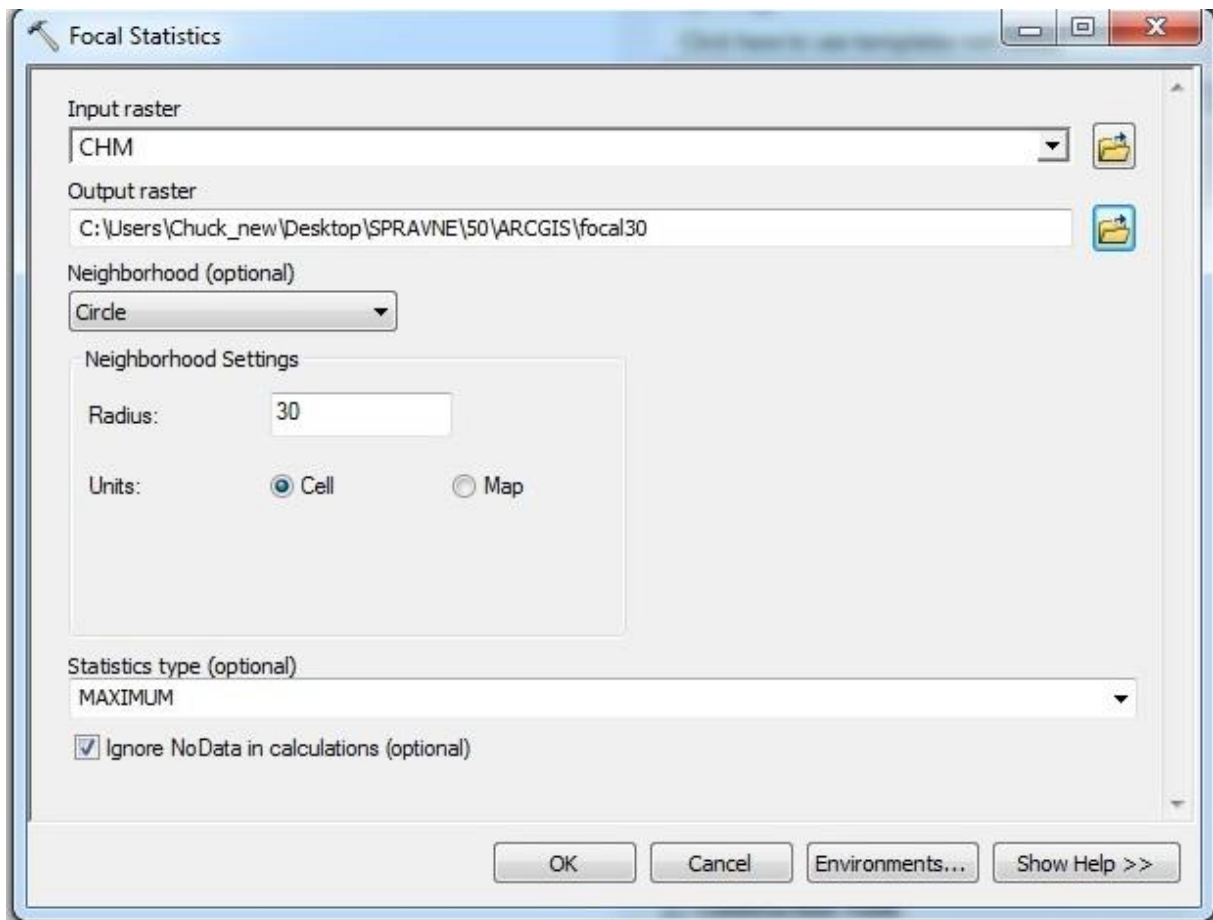 Focal Statistics
Input raster
CHM
Output raster
C:\Users\Chuck_new\Desktop\SPRAVNE\50\ARCGIS\focal30
Neighborhood (optional)
Circle
Neighborhood Settings
Radius: 30
Units: Cell Map
Statistics type (optional)
MAXIMUM
Ignore NoData in calculations (optional)
OK Cancel Environments... Show Help >>